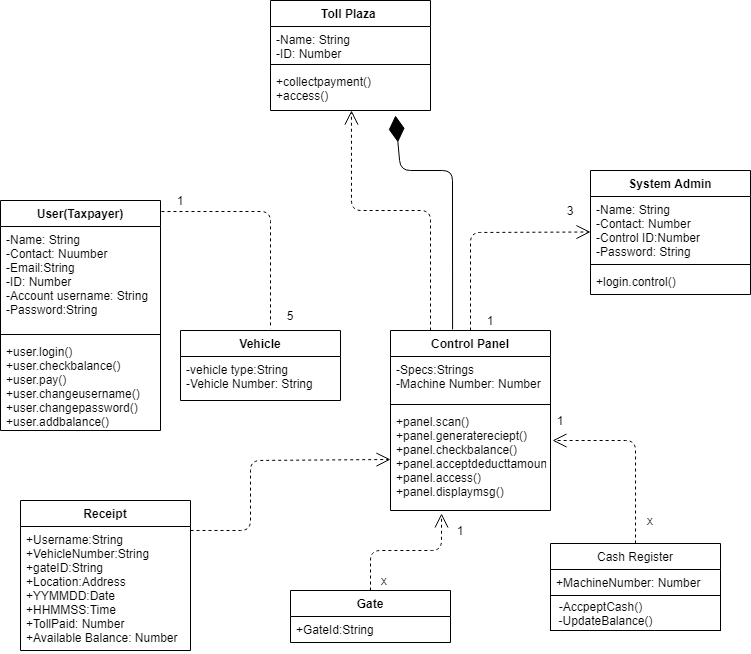 Toll Plaza
-Name: String
-ID: Number
+collectpayment()
+access()
System Admin
-Name: String
-Contact: Number
-Control ID:Number
-Password: String
+login.control()
3
1
1
User(Taxpayer)
-Name: String
-Contact: Nuumber
-Email:String
-ID: Number
-Account username: String
-Password:String
+user.login()
+user.checkbalance()
+user.pay()
+user.changeusername()
+user.changepassword()
+user.addbalance()
5
Vehicle
-vehicle type:String
-Vehicle Number: String
Control Panel
-Specs:Strings
-Machine Number: Number
+panel.scan()
+panel.generatereciept()
+panel.checkbalance()
+panel.acceptdeducttamoun
+panel.access()
+panel.displaymsg()
1
x
1
x
Receipt
+Username:String
+VehicleNumber:String
+gateID:String
+Location:Address
+YYMMDD:Date
+HHMMSS:Time
+TollPaid: Number
+Available Balance: Number
Gate
+GateId:String
Cash Register
+MachineNumber: Number
-AccpeptCash()
-UpdateBalance()